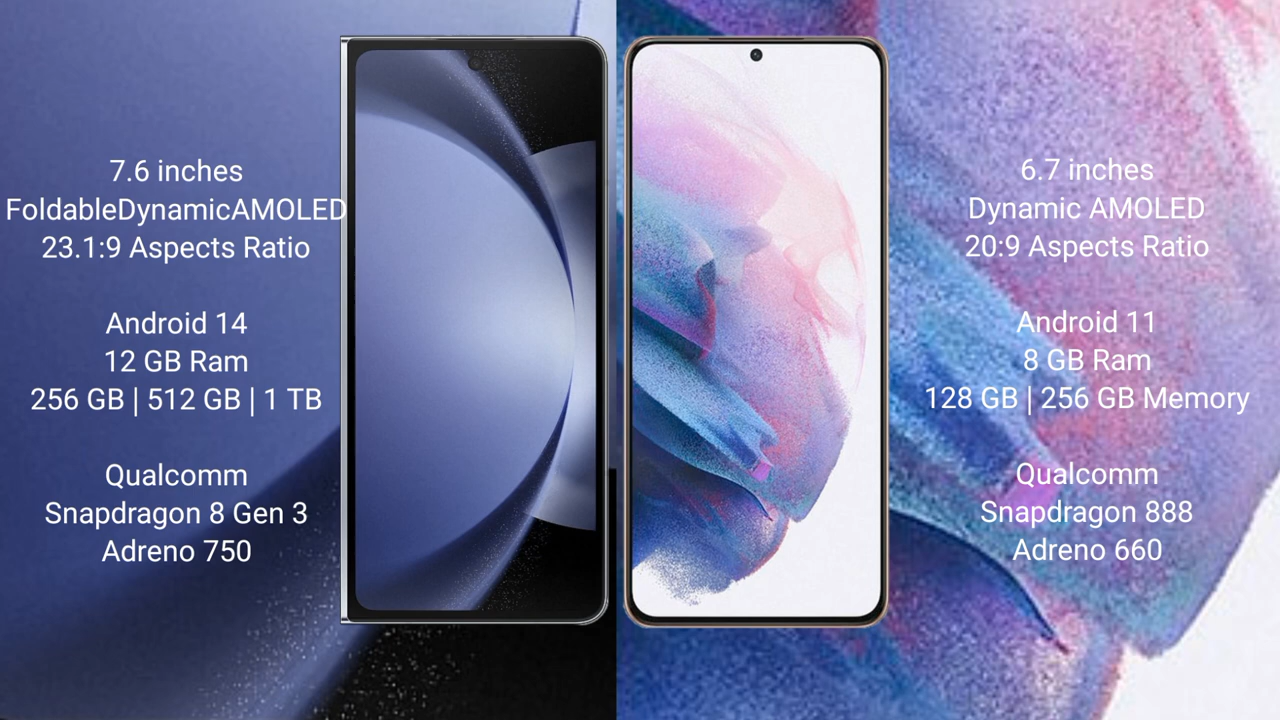 7.6 inches
FoldableDynamicAMOLED
23.1:9 Aspects Ratio
Android 14
12 GB Ram
256 GB | 512 GB | 1 TB
Qualcomm
Snapdragon 8 Gen 3
Adreno 750
6.7 inches
Dynamic AMOLED
20:9 Aspects Ratio
Android 11
8 GB Ram
128 GB | 256 GB Memory
Qualcomm
Snapdragon 888
Adreno 660